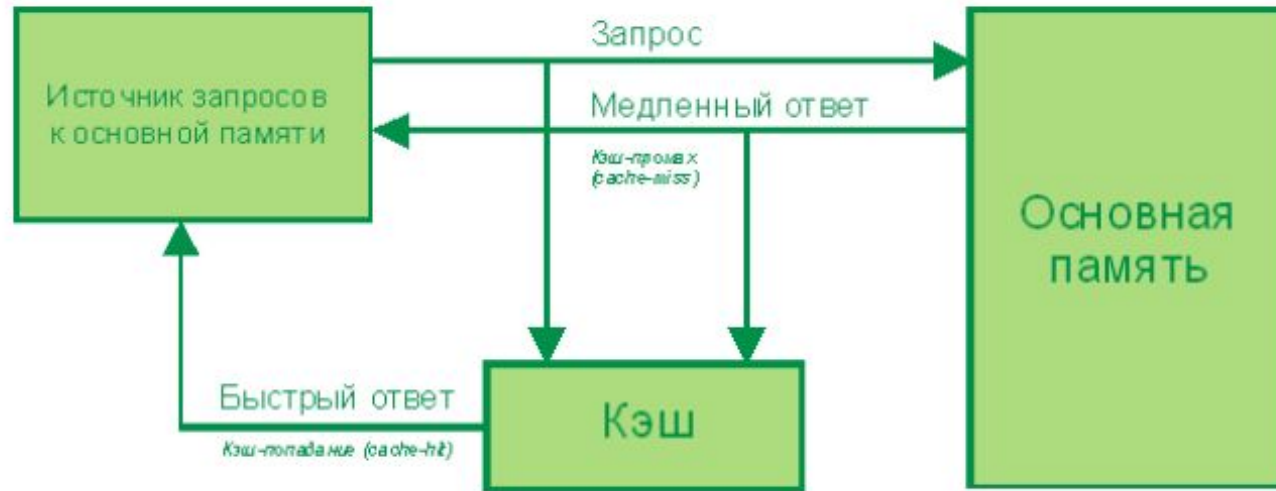 Запрос
Источник запросов
к основной памяти
Медленный ответ
Кэш-промах
(cache-miss)
Основная
память
Быстрый ответ
Кэш-попадание (cache-hit)
Кэш